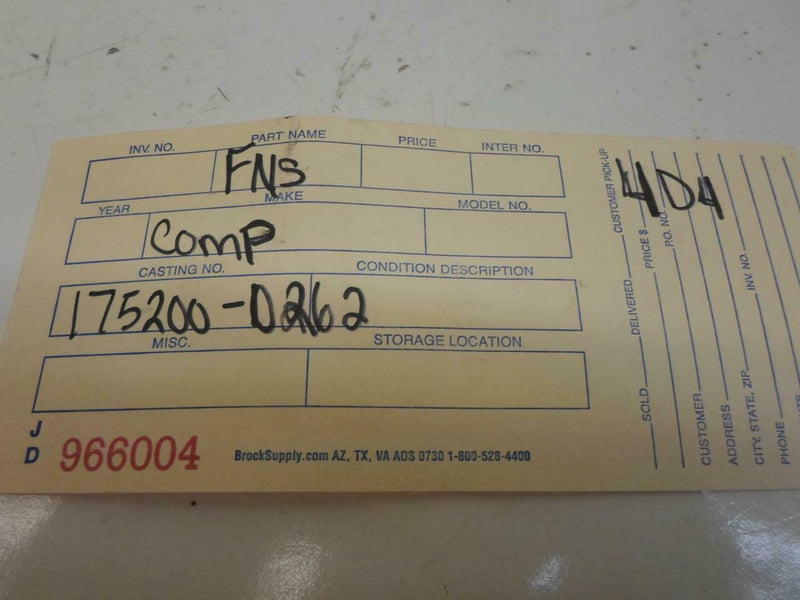 INV. NO. PART NAME PRICE INTER NO.
FNS
YEAR MAKE MODEL NO.
Comp
CASTING NO. CONDITION DESCRIPTION
175200-0262
MISC. STORAGE LOCATION
J
D 966004
BrockSupply.com AZ, TX, VA ADS 0730 1-800-528-4400
4D4
SOLD DELIVERED CUSTOMER PICK-UP
PRICE $
P.O. NO.
CUSTOMER
ADDRESS
CITY, STATE, ZIP INV. NO.
PHONE